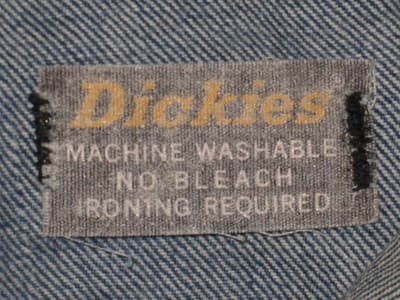 Dickies®
MACHINE WASHABLE
NO BLEACH
IRONING REQUIRED